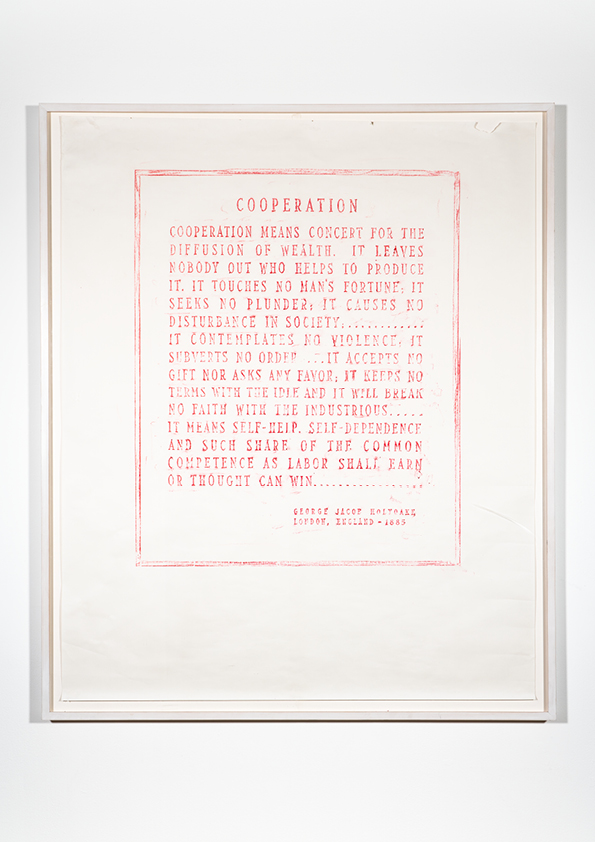 COOPERATION
COOPERATION MEANS CONCERT FOR THE
DIFFUSION OF WEALTH. IT LEAVES
NOBODY OUT WHO HELPS TO PRODUCE
IT. IT TOUCHES NO MAN'S FORTUNE; IT
SEEKS NO PLUNDER; IT CAUSES NO
DISTURBANCE IN SOCIETY............
IT CONTEMPLATES NO VIOLENCE; IT
SUBVERTS NO ORDER ...IT ACCEPTS NO
GIFT NOR ASKS ANY FAVOR; IT KEEPS NO
TERMS WITH THE IDLE AND IT WILL BREAK
NO FAITH WITH THE INDUSTRIOUS.....
IT MEANS SELF-HELP, SELF-DEPENDENCE
AND SUCH SHARE OF THE COMMON
COMPETENCE AS LABOR SHALL EARN
OR THOUGHT CAN WIN................
GEORGE JACOB HOLYOAKE
LONDON, ENGLAND - 1885